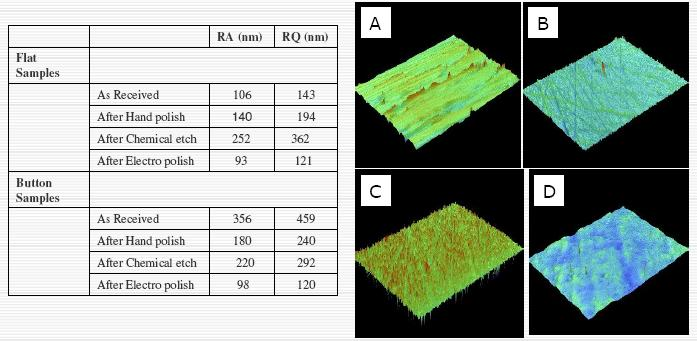 RA (nm) RQ (nm)
Flat
Samples
As Received 106 143
After Hand polish 140 194
After Chemical etch 252 362
After Electro polish 93 121
Button
Samples
As Received 356 459
After Hand polish 180 240
After Chemical etch 220 292
After Electro polish 98 120
A
B
C
D